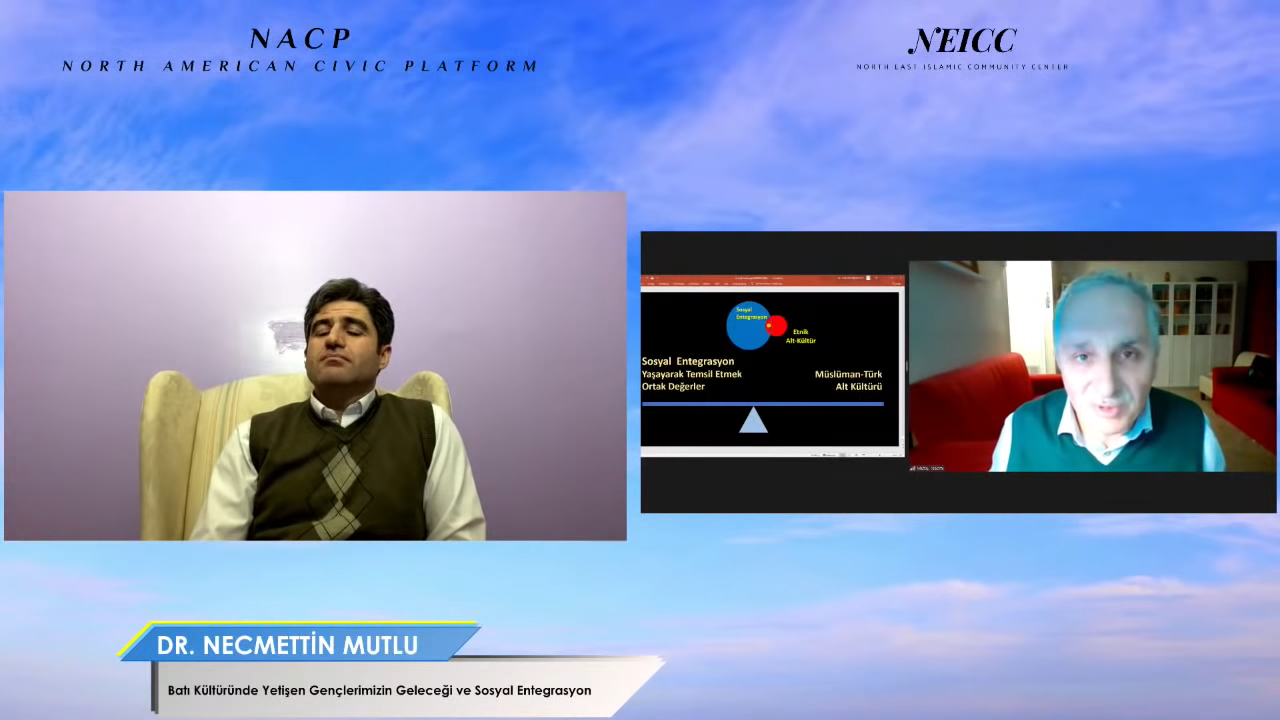 NACP
NORTH AMERICAN CIVIC PLATFORM
NEICC
NORTH EAST ISLAMIC COMMUNITY CENTER
Sosyal
Entegrasyon
Etnik
Alt-Kültür
Sosyal Entegrasyon
Yaşayarak Temsil Etmek
Ortak Değerler
Müslüman-Türk
Alt Kültürü
DR. NECMETTİN MUTLU
Batı Kültüründe Yetişen Gençlerimizin Geleceği ve Sosyal Entegrasyon